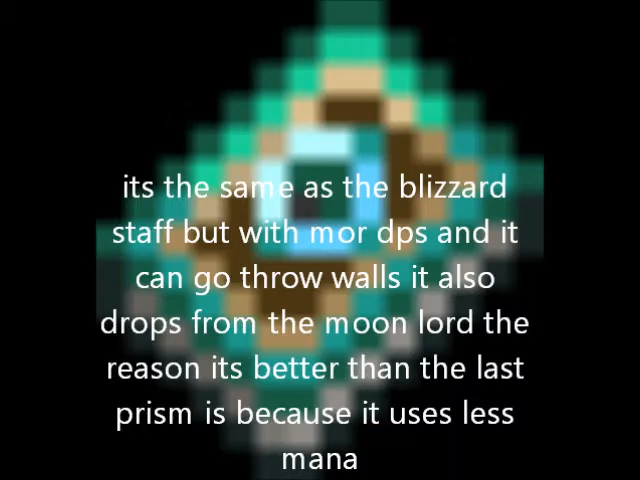 its the same as the blizzard
staff but with mor dps and it
can go throw walls it also
drops from the moon lord the
reason its better than the last
prism is because it uses less
mana